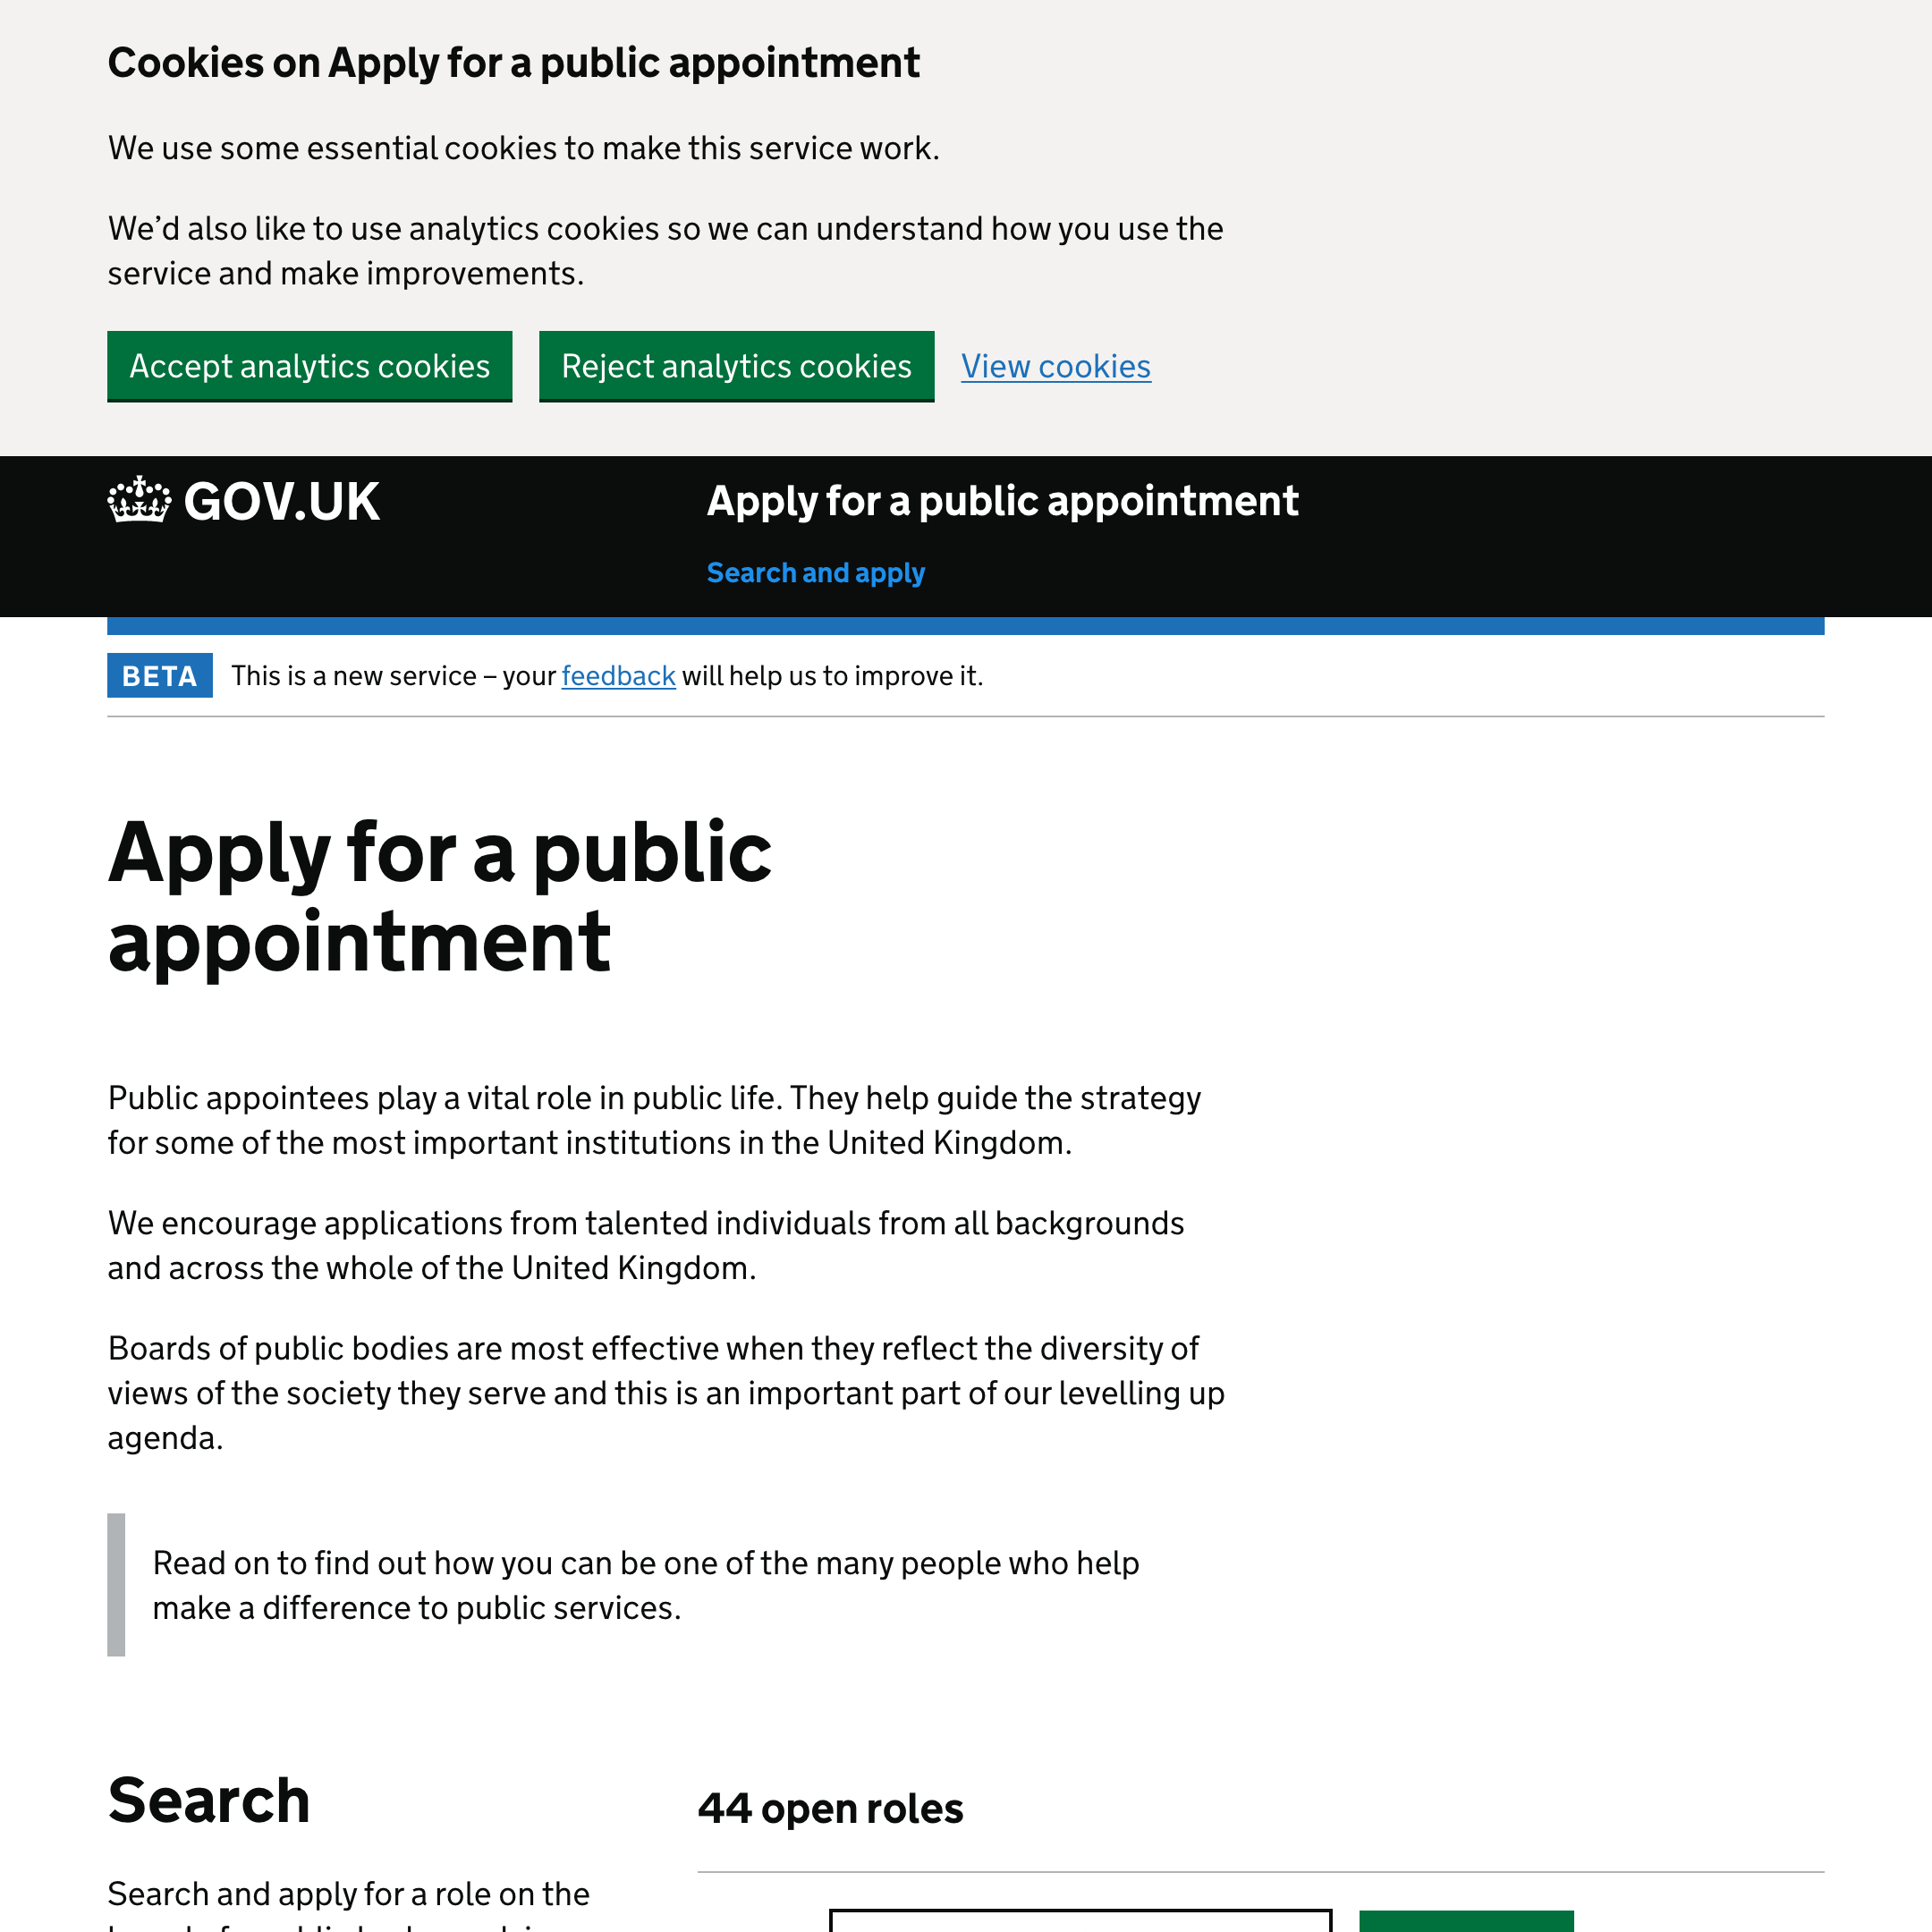 Cookies on Apply for a public appointment
We use some essential cookies to make this service work.
We’d also like to use analytics cookies so we can understand how you use the
service and make improvements.
Accept analytics cookies
Reject analytics cookies
View cookies
GOV.UK
Apply for a public appointment
Search and apply
BETA
This is a new service – your feedback will help us to improve it.
Apply for a public
appointment
Public appointees play a vital role in public life. They help guide the strategy
for some of the most important institutions in the United Kingdom.
We encourage applications from talented individuals from all backgrounds
and across the whole of the United Kingdom.
Boards of public bodies are most effective when they reflect the diversity of
views of the society they serve and this is an important part of our levelling up
agenda.
Read on to find out how you can be one of the many people who help
make a difference to public services.
Search
44 open roles
Search and apply for a role on the